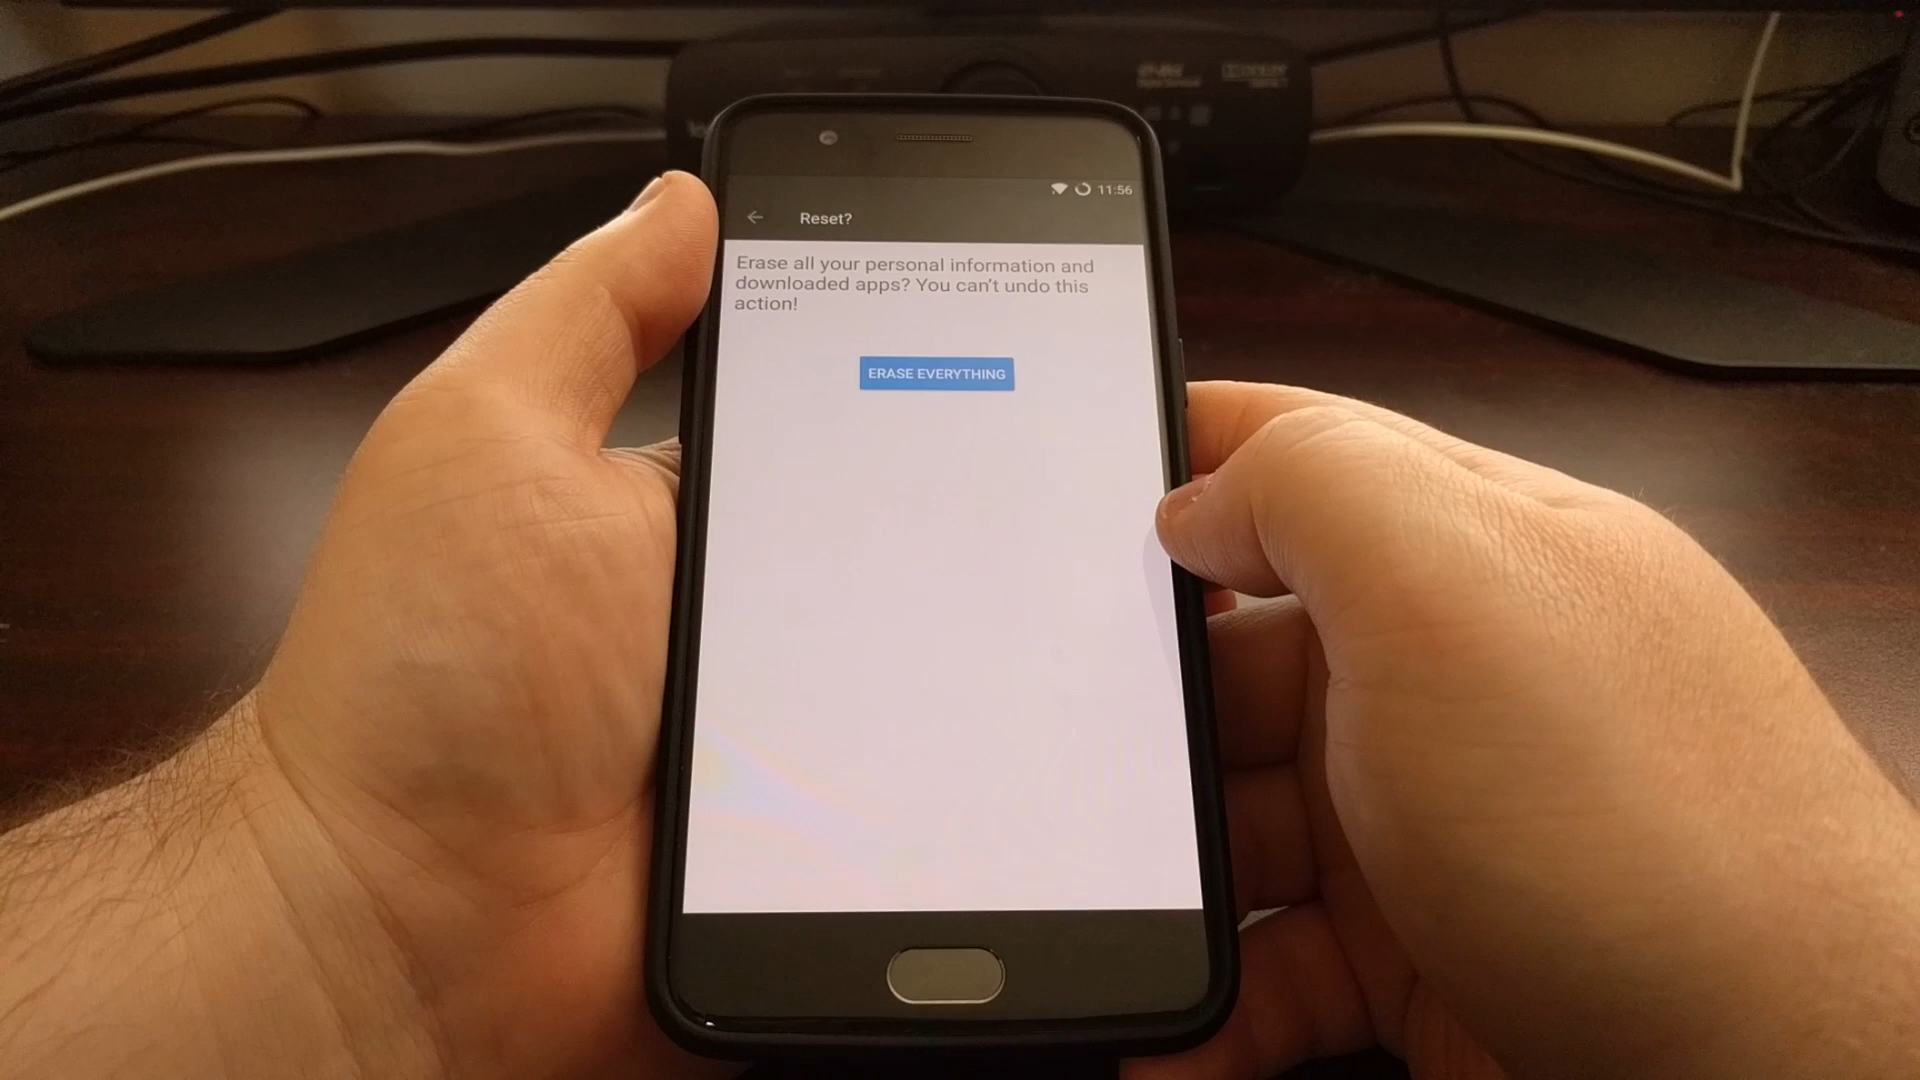 11:56
Reset?
Erase all your personal information and
downloaded apps? You can't undo this
action!
ERASE EVERYTHING